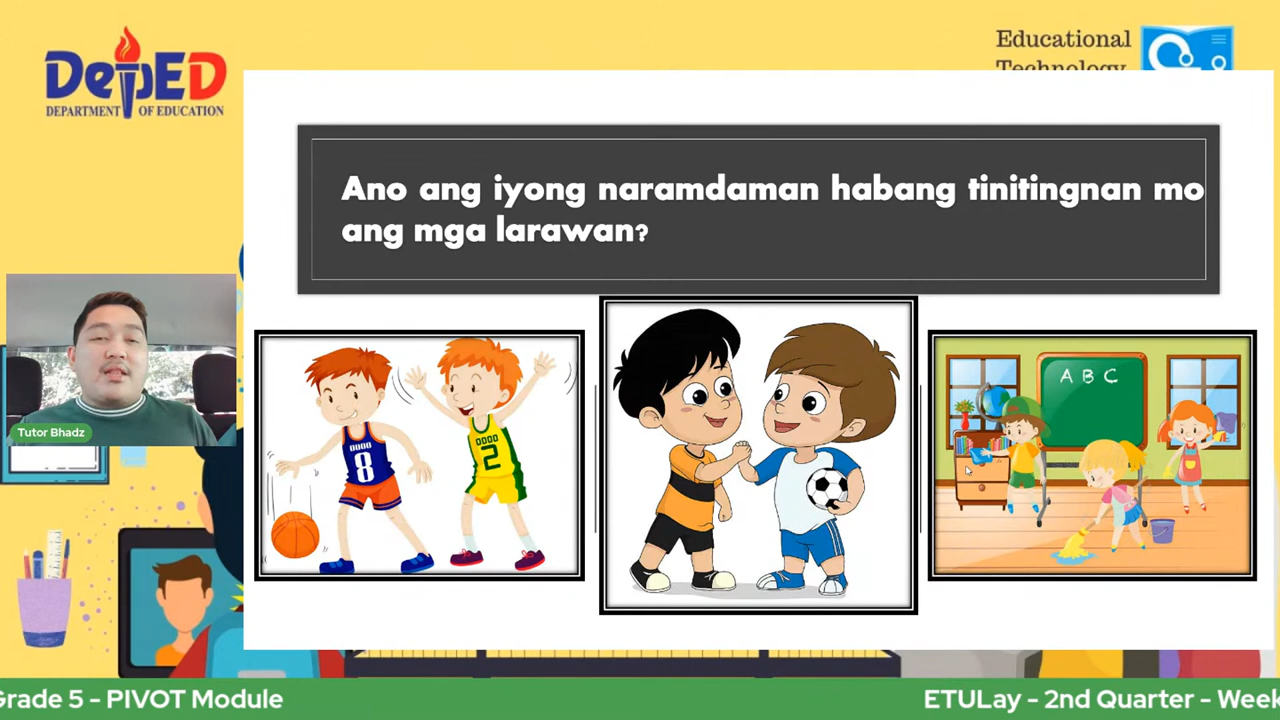 DepED
DEPARTMENT OF EDUCATION
Educational
Technology
Ano ang iyong naramdaman habang tinitingnan mo
ang mga larawan?
8
2
A B C
Tutor Bhadz
Grade 5 - PIVOT Module
ETULay - 2nd Quarter - Week